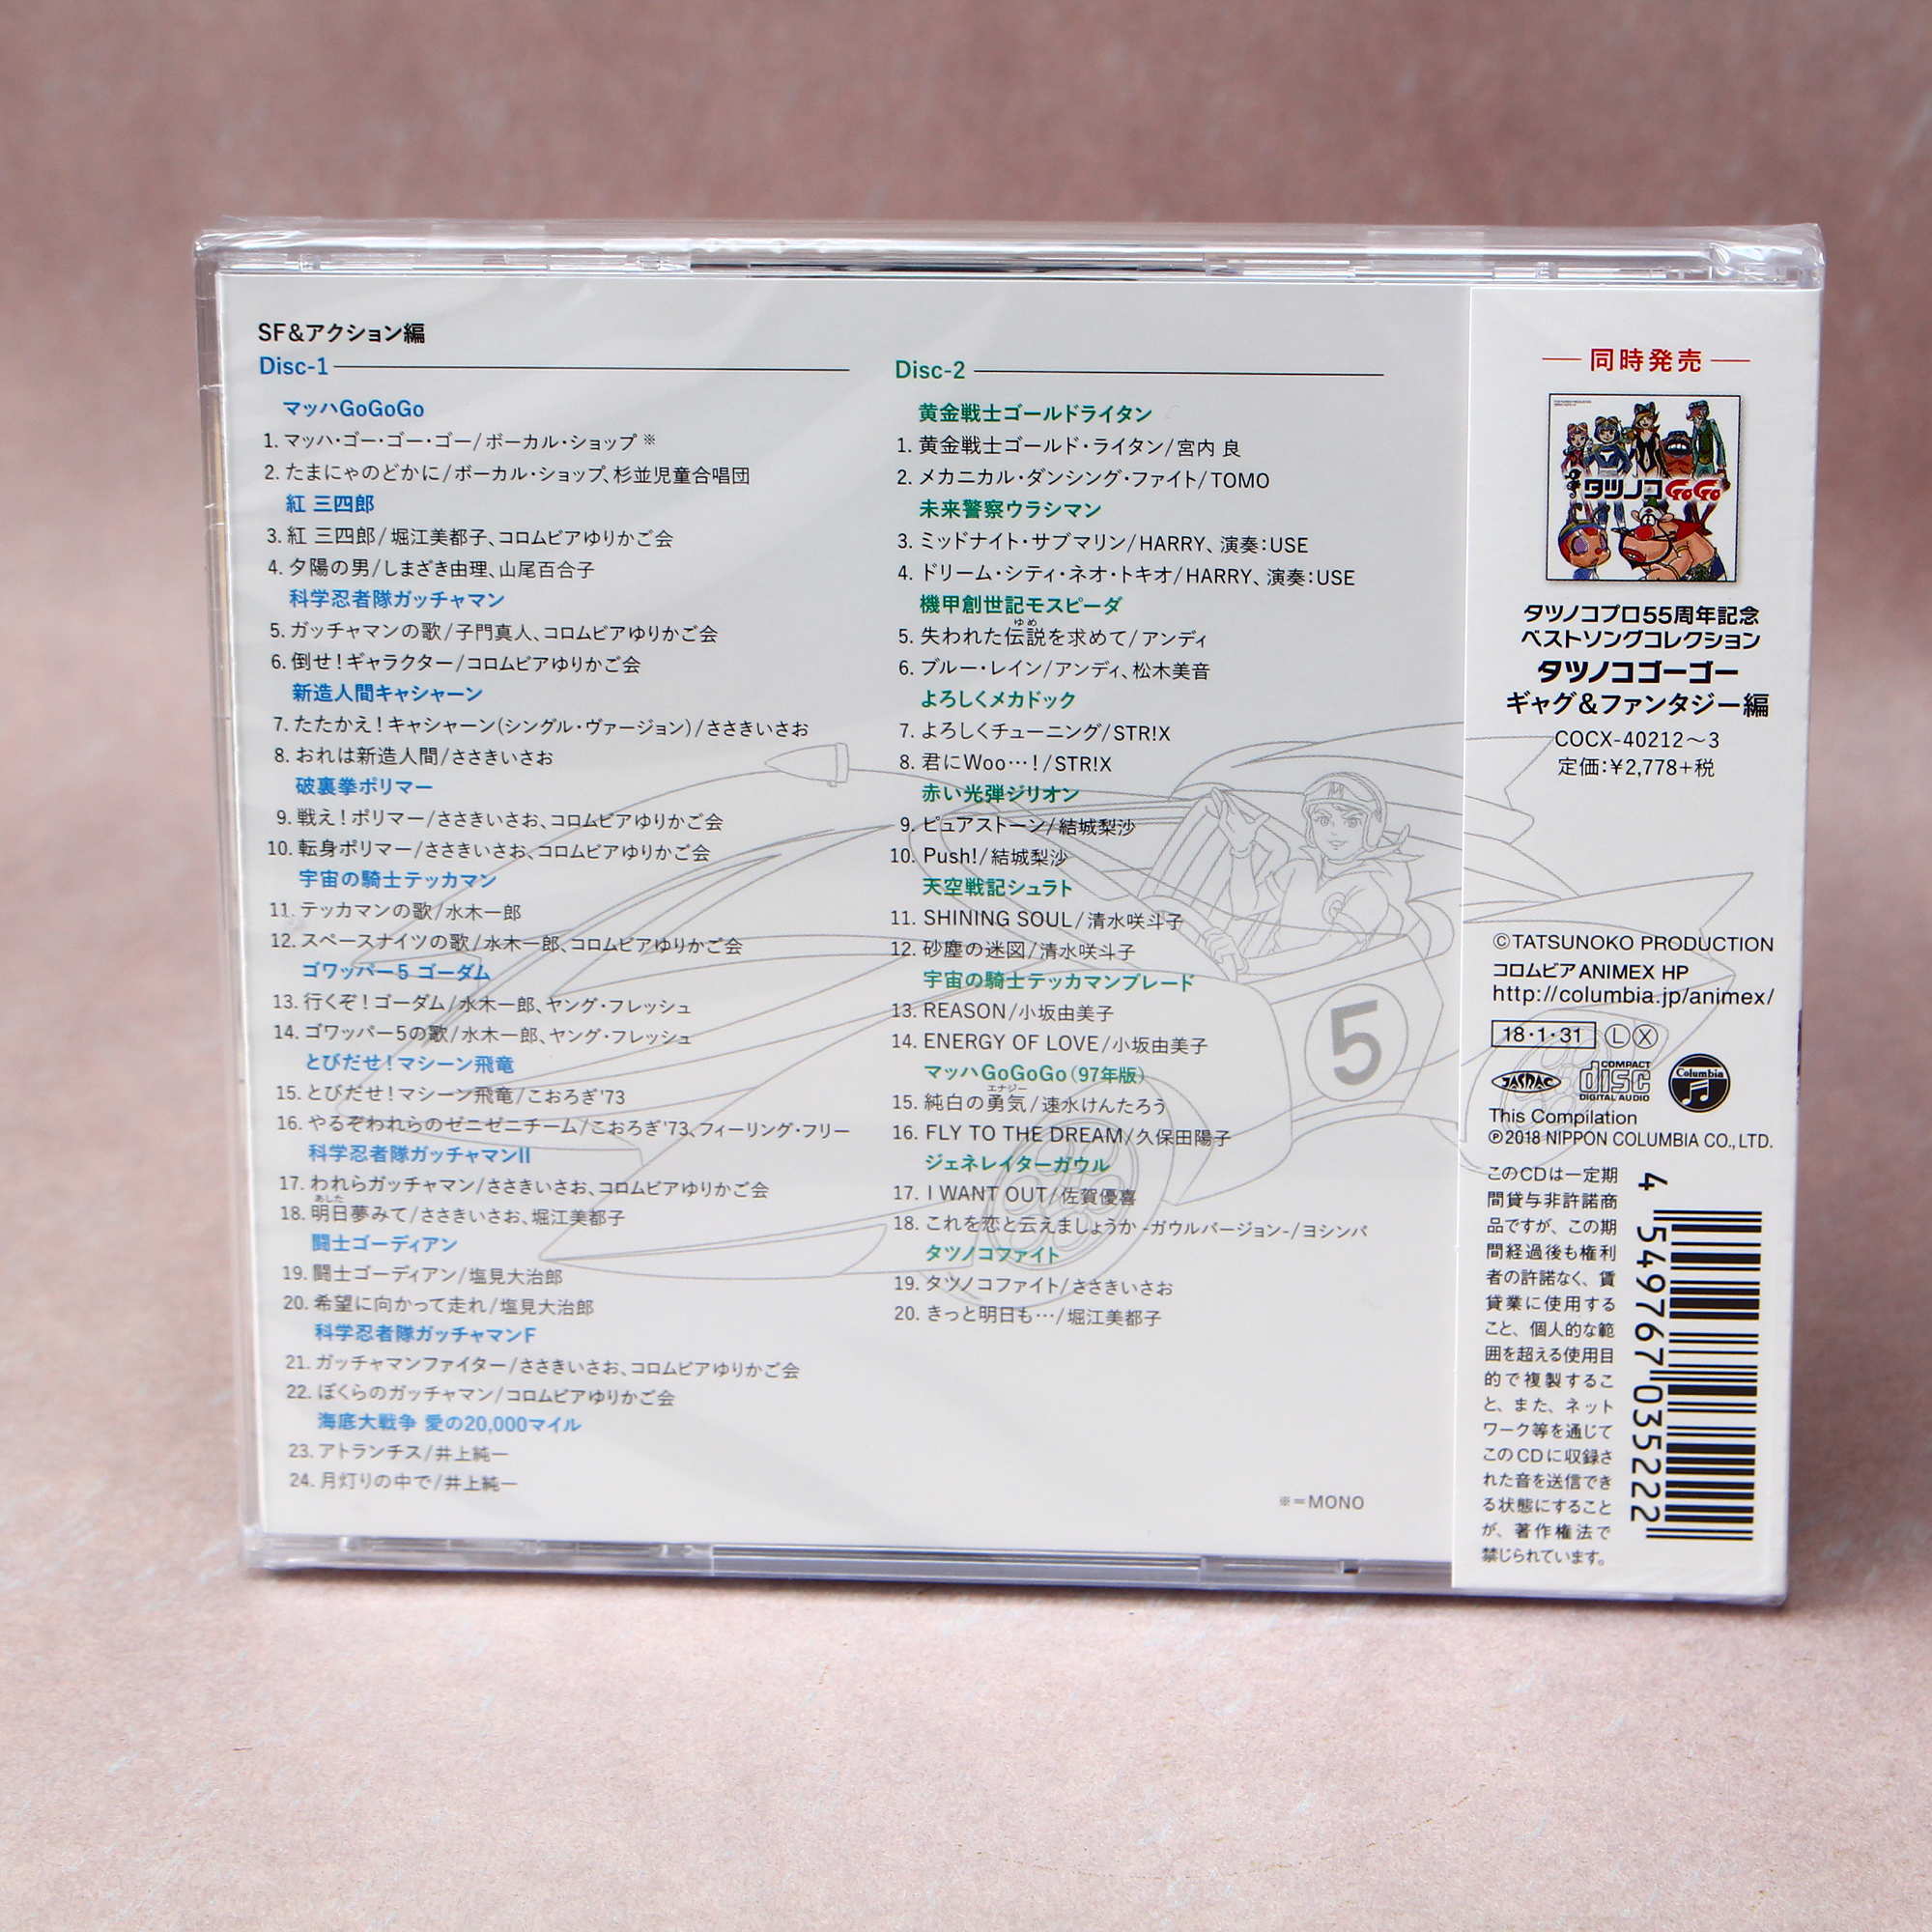 SF&アクション編
Disc-1
マッハGoGoGo
1. マッハ・ゴー・ゴー・ゴー/ボーカル・ショップ ※
2. たまにゃのどかに/ボーカル・ショップ、杉並児童合唱団
紅 三四郎
3. 紅 三四郎/堀江美都子、コロムビアゆりかご会
4. 夕陽の男/しまざき由理、山尾百合子
科学忍者隊ガッチャマン
5. ガッチャマンの歌/子門真人、コロムビアゆりかご会
6. 倒せ!ギャラクター/コロムビアゆりかご会
新造人間キャシャーン
7. たたかえ!キャシャーン(シングル・ヴァージョン)/ささきいさお
8. おれは新造人間/ささきいさお
破裏拳ポリマー
9. 戦え!ポリマー/ささきいさお、コロムビアゆりかご会
10. 転身ポリマー/ささきいさお、コロムビアゆりかご会
宇宙の騎士テッカマン
11. テッカマンの歌/水木一郎
12. スペースナイツの歌/水木一郎、コロムビアゆりかご会
ゴワッパー5 ゴーダム
13. 行くぞ!ゴーダム/水木一郎、ヤング・フレッシュ
14. ゴワッパー5の歌/水木一郎、ヤング・フレッシュ
とびだせ!マシーン飛竜
15. とびだせ!マシーン飛竜/こおろぎ'73
16. やるぞわれらのゼニゼニチーム/こおろぎ'73、フィーリング・フリー
科学忍者隊ガッチャマンII
17. われらガッチャマン/ささきいさお、コロムビアゆりかご会
あした
18. 明日夢みて/ささきいさお、堀江美都子
闘士ゴーディアン
19. 闘士ゴーディアン/塩見大治郎
20. 希望に向かって走れ/塩見大治郎
科学忍者隊ガッチャマンF
21. ガッチャマンファイター/ささきいさお、コロムビアゆりかご会
22. ぼくらのガッチャマン/コロムビアゆりかご会
海底大戦争 愛の20,000マイル
23. アトランチス/井上純一
24. 月灯りの中で/井上純一
Disc-2
黄金戦士ゴールドライタン
1. 黄金戦士ゴールド・ライタン/宮内 良
2. メカニカル・ダンシング・ファイト/TOMO
未来警察ウラシマン
3. ミッドナイト・サブマリン/HARRY、演奏:USE
4. ドリーム・シティ・ネオ・トキオ/HARRY、演奏:USE
機甲創世記モスピーダ
ゆめ
5. 失われた伝説を求めて/アンディ
6. ブルー・レイン/アンディ、松木美音
よろしくメカドック
7. よろしくチューニング/STR!X
8. 君にWoo…!/STR!X
赤い光弾ジリオン
9. ピュアストーン/結城梨沙
10. Push!/結城梨沙
天空戦記シュラト
11. SHINING SOUL/清水咲斗子
12. 砂塵の迷図/清水咲斗子
宇宙の騎士テッカマンブレード
13. REASON/小坂由美子
14. ENERGY OF LOVE/小坂由美子
マッハGoGoGo(97年版)
エナジー
15. 純白の勇気/速水けんたろう
16. FLY TO THE DREAM/久保田陽子
ジェネレイターガウル
17. I WANT OUT/佐賀優喜
18. これを恋と云えましょうか -ガウルバージョン-/ヨシンバ
タツノコファイト
19. タツノコファイト/ささきいさお
20. きっと明日も…/堀江美都子
※=MONO
5
同時発売
タツノコGoGo
タツノコプロ55周年記念
ベストソングコレクション
タツノコゴーゴー
ギャグ&ファンタジー編
COCX-40212〜3
定価:¥2,778+税
©TATSUNOKO PRODUCTION
コロムビアANIMEX HP
http://columbia.jp/animex/
18・1・31 Ⓛ Ⓧ
JASRAC
COMPACT disc DIGITAL AUDIO
Columbia
This Compilation
℗2018 NIPPON COLUMBIA CO.,LTD.
このCDは一定期
間貸与非許諾商
品ですが、この期
間経過後も権利
者の許諾なく、賃
貸業に使用する
こと、個人的な範
囲を超える使用目
的で複製するこ
と、また、ネット
ワーク等を通じて
このCDに収録さ
れた音を送信でき
る状態にすること
が、著作権法で
禁じられています。
4 549767 035222